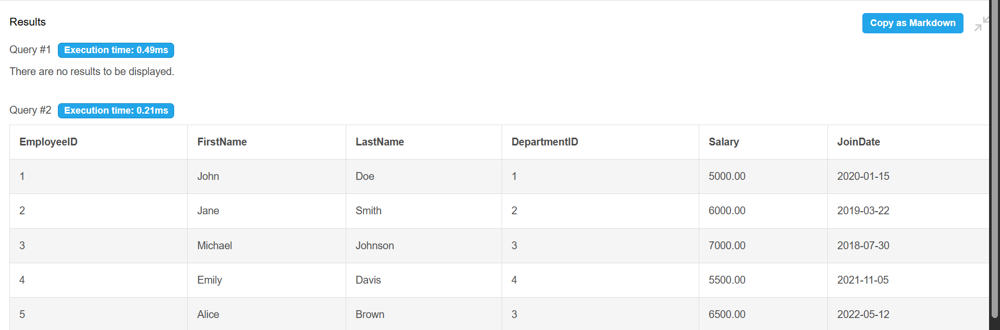 Results
Copy as Markdown
Query #1 Execution time: 0.49ms
There are no results to be displayed.
Query #2 Execution time: 0.21ms
EmployeeID FirstName LastName DepartmentID Salary JoinDate
1 John Doe 1 5000.00 2020-01-15
2 Jane Smith 2 6000.00 2019-03-22
3 Michael Johnson 3 7000.00 2018-07-30
4 Emily Davis 4 5500.00 2021-11-05
5 Alice Brown 3 6500.00 2022-05-12